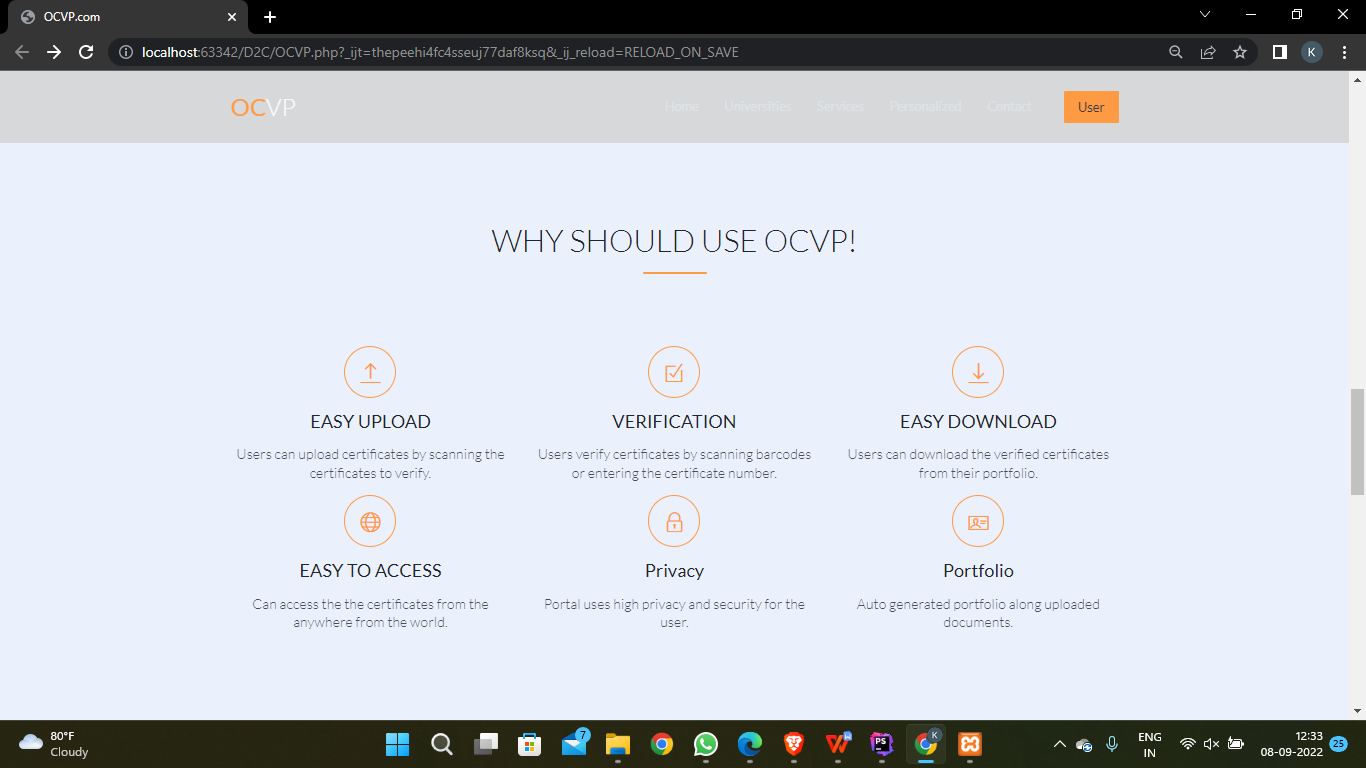 OCVP.com
localhost:63342/D2C/OCVP.php?_ijt=thepeehi4fc4sseuj77daf8ksq&_ij_reload=RELOAD_ON_SAVE
K
OCVP
Home Universities Services Personalized Contact User
WHY SHOULD USE OCVP!
EASY UPLOAD
Users can upload certificates by scanning the
certificates to verify.
VERIFICATION
Users verify certificates by scanning barcodes
or entering the certificate number.
EASY DOWNLOAD
Users can download the verified certificates
from their portfolio.
EASY TO ACCESS
Can access the the certificates from the
anywhere from the world.
Privacy
Portal uses high privacy and security for the
user.
Portfolio
Auto generated portfolio along uploaded
documents.
80°F
Cloudy
7
PS
K
ENG
IN
12:33
08-09-2022
25